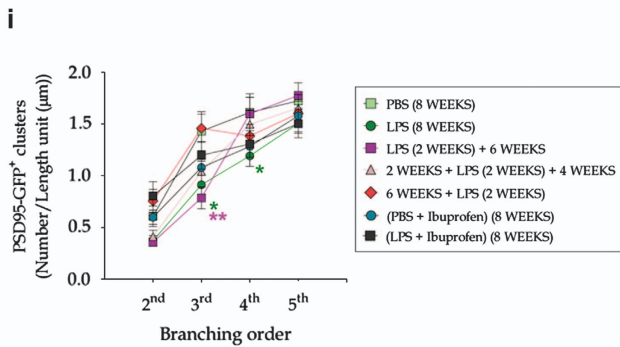 i
PSD95-GFP⁺ clusters
(Number/Length unit (μm))
2.0
1.5
1.0
0.5
0.0
*
**
*
2nd 3rd 4th 5th
Branching order
PBS (8 WEEKS)
LPS (8 WEEKS)
LPS (2 WEEKS) + 6 WEEKS
2 WEEKS + LPS (2 WEEKS) + 4 WEEKS
6 WEEKS + LPS (2 WEEKS)
(PBS + Ibuprofen) (8 WEEKS)
(LPS + Ibuprofen) (8 WEEKS)